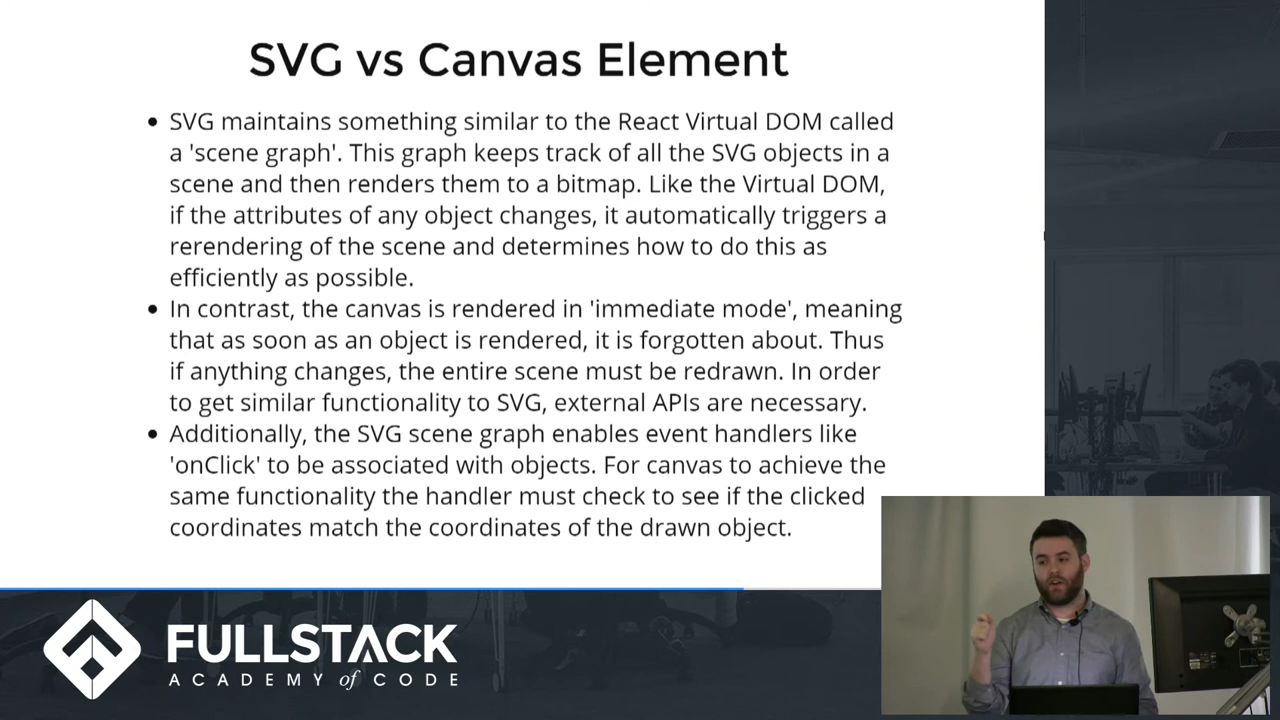 SVG vs Canvas Element
• SVG maintains something similar to the React Virtual DOM called
a 'scene graph'. This graph keeps track of all the SVG objects in a
scene and then renders them to a bitmap. Like the Virtual DOM,
if the attributes of any object changes, it automatically triggers a
rerendering of the scene and determines how to do this as
efficiently as possible.
• In contrast, the canvas is rendered in 'immediate mode', meaning
that as soon as an object is rendered, it is forgotten about. Thus
if anything changes, the entire scene must be redrawn. In order
to get similar functionality to SVG, external APIs are necessary.
• Additionally, the SVG scene graph enables event handlers like
'onClick' to be associated with objects. For canvas to achieve the
same functionality the handler must check to see if the clicked
coordinates match the coordinates of the drawn object.
FULLSTACK
ACADEMY of CODE